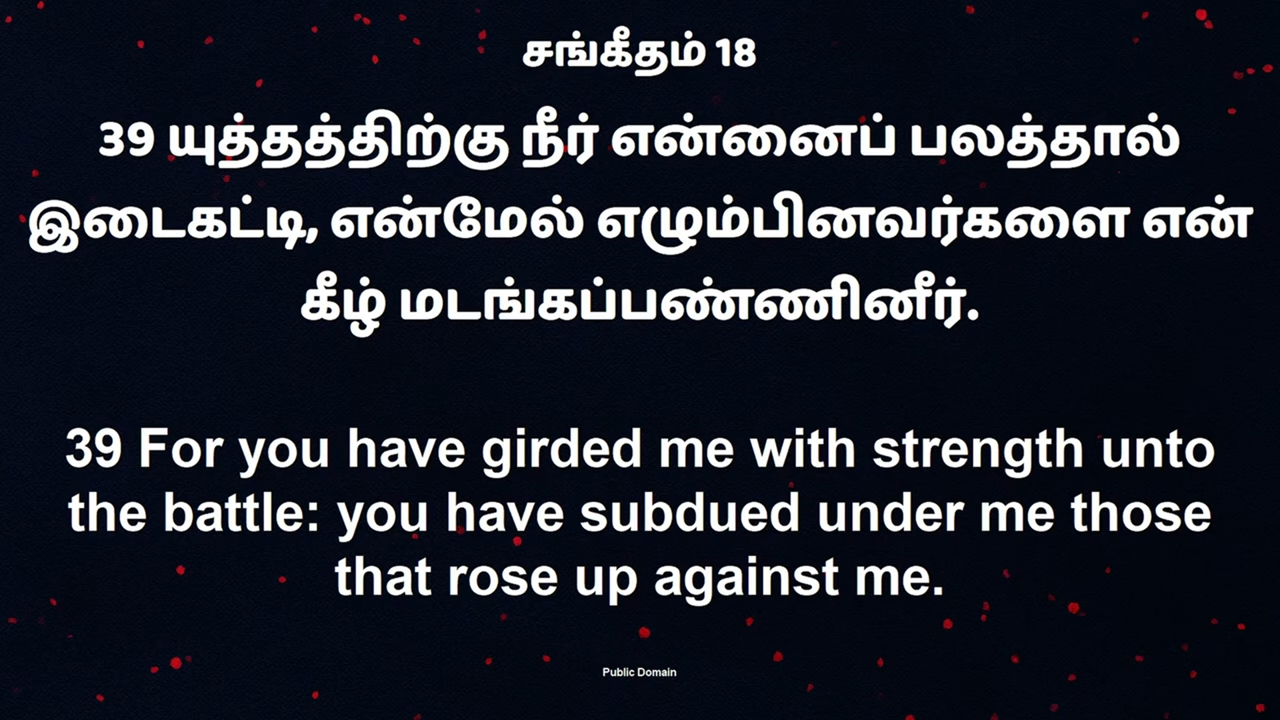 சங்கீதம் 18
39 யுத்தத்திற்கு நீர் என்னைப் பலத்தால்
இடைகட்டி, என்மேல் எழும்பினவர்களை என்
கீழ் மடங்கப்பண்ணினீர்.
39 For you have girded me with strength unto
the battle: you have subdued under me those
that rose up against me.
Public Domain